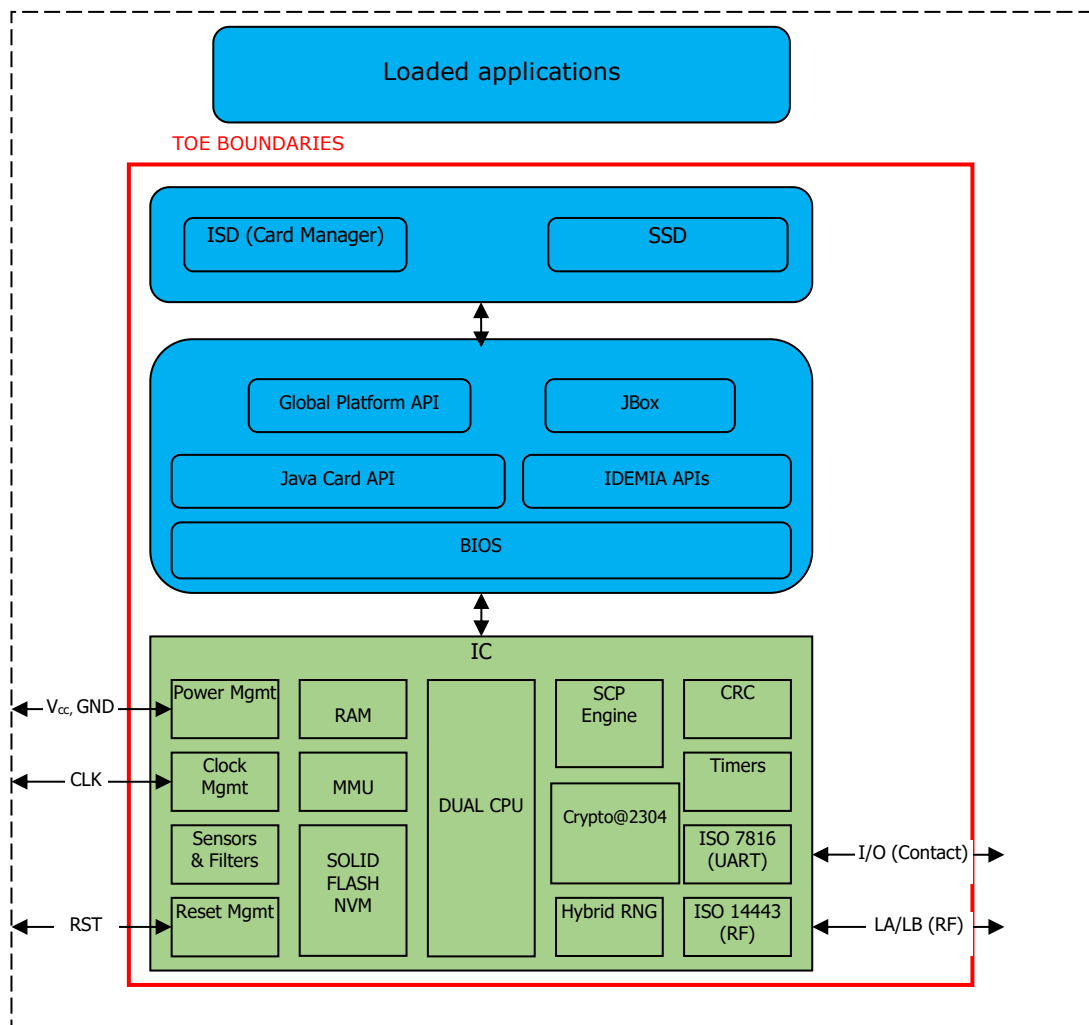 Loaded applications
TOE BOUNDARIES
ISD (Card Manager)
SSD
Global Platform API
JBox
Java Card API
IDEMIA APIs
BIOS
IC
Power Mgmt
RAM
DUAL CPU
SCP
Engine
CRC
Vcc, GND
Clock
Mgmt
MMU
Crypto@2304
Timers
CLK
Sensors
& Filters
SOLID
FLASH
NVM
ISO 7816
(UART)
I/O (Contact)
Reset Mgmt
Hybrid RNG
ISO 14443
(RF)
RST
LA/LB (RF)